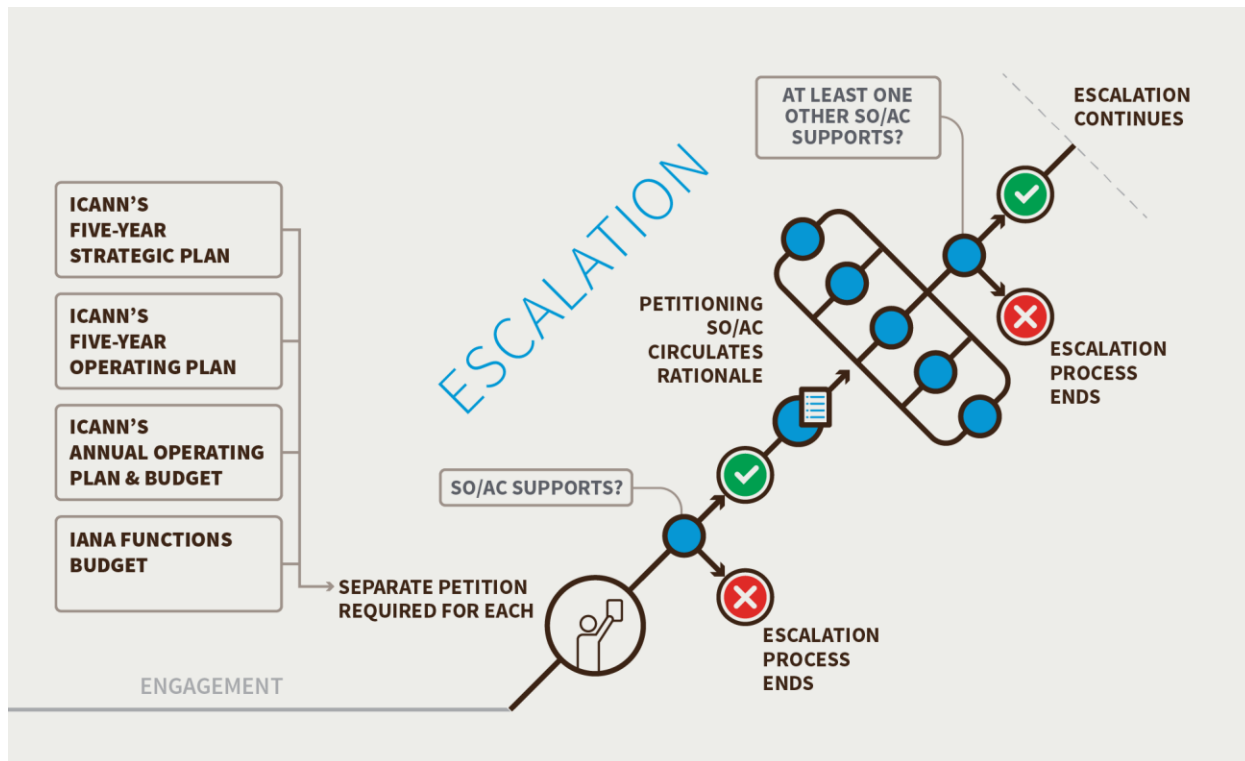 ICANN'S
FIVE-YEAR
STRATEGIC PLAN
ICANN'S
FIVE-YEAR
OPERATING PLAN
ICANN'S
ANNUAL OPERATING
PLAN & BUDGET
IANA FUNCTIONS
BUDGET
SEPARATE PETITION
REQUIRED FOR EACH
ENGAGEMENT
ESCALATION
SO/AC SUPPORTS?
ESCALATION
PROCESS
ENDS
PETITIONING
SO/AC
CIRCULATES
RATIONALE
AT LEAST ONE
OTHER SO/AC
SUPPORTS?
ESCALATION
PROCESS
ENDS
ESCALATION
CONTINUES